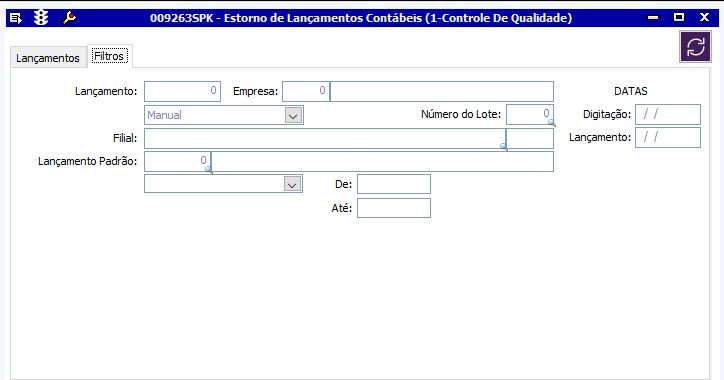 009263SPK - Estorno de Lançamentos Contábeis (1-Controle De Qualidade)
Lançamentos Filtros
Lançamento: 0 Empresa: 0 DATAS
Manual Número do Lote: 0 Digitação: / /
Filial: Lançamento: / /
Lançamento Padrão: 0
De:
Até: